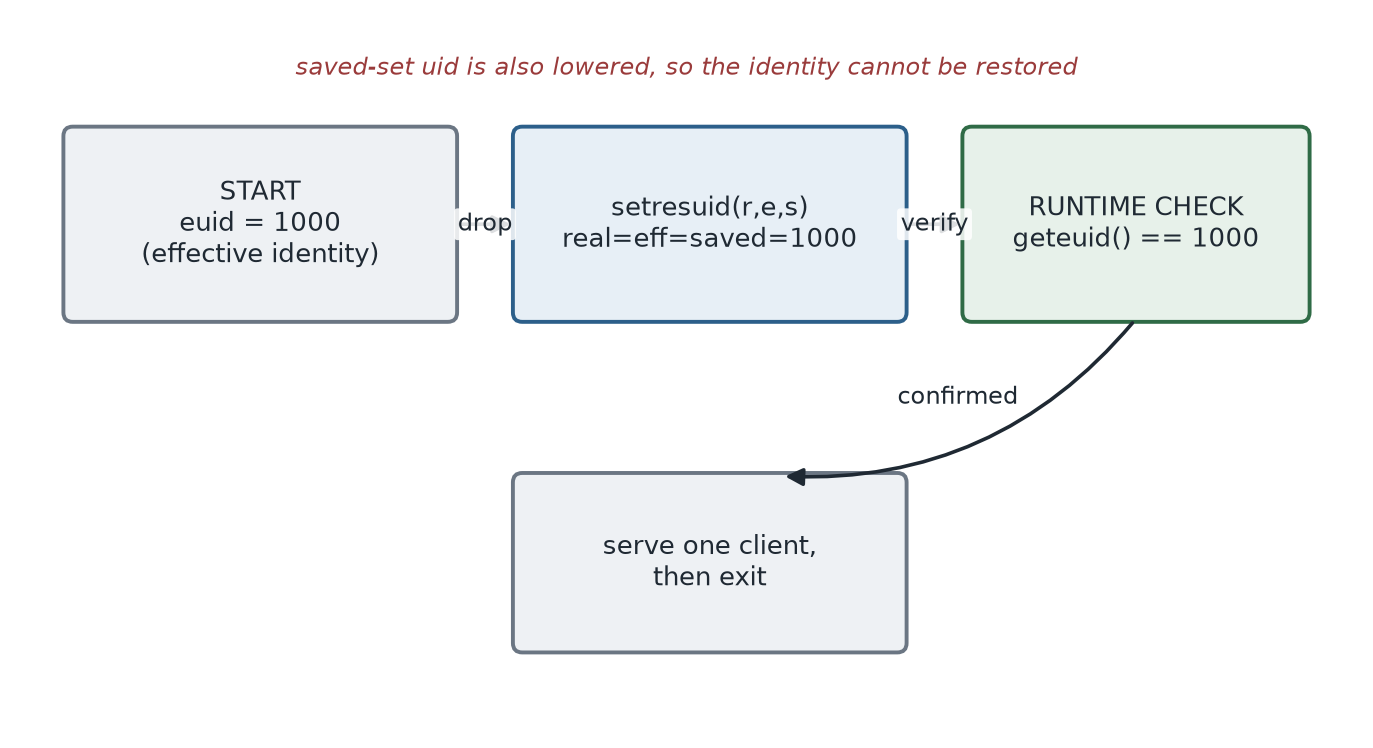 saved-set uid is also lowered, so the identity cannot be restored
START
euid = 1000
(effective identity)
drop
setresuid(r,e,s)
real=eff=saved=1000
verify
RUNTIME CHECK
geteuid() == 1000
confirmed
serve one client,
then exit